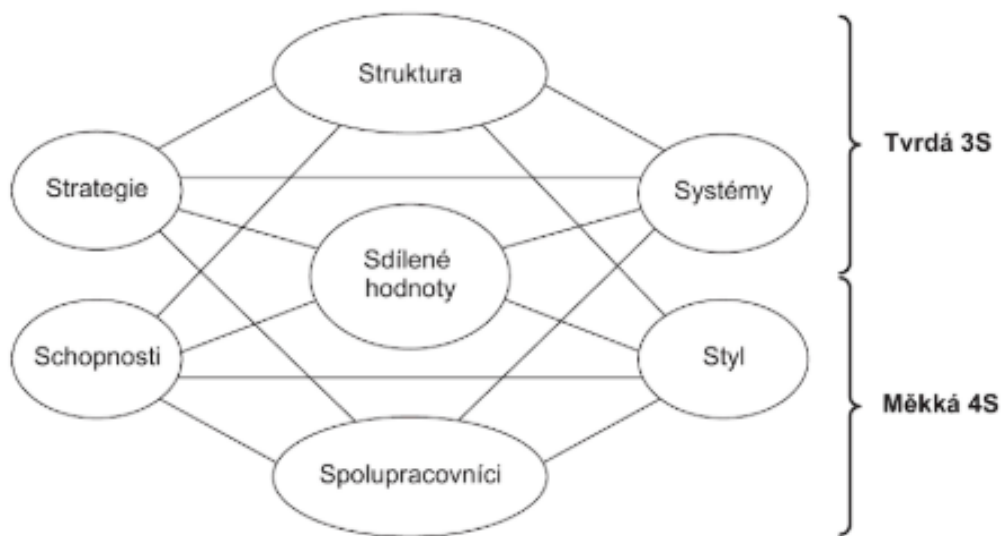 Struktura
Tvrdá 3S
Strategie
Systémy
Sdílené
hodnoty
Schopnosti
Styl
Měkká 4S
Spolupracovníci